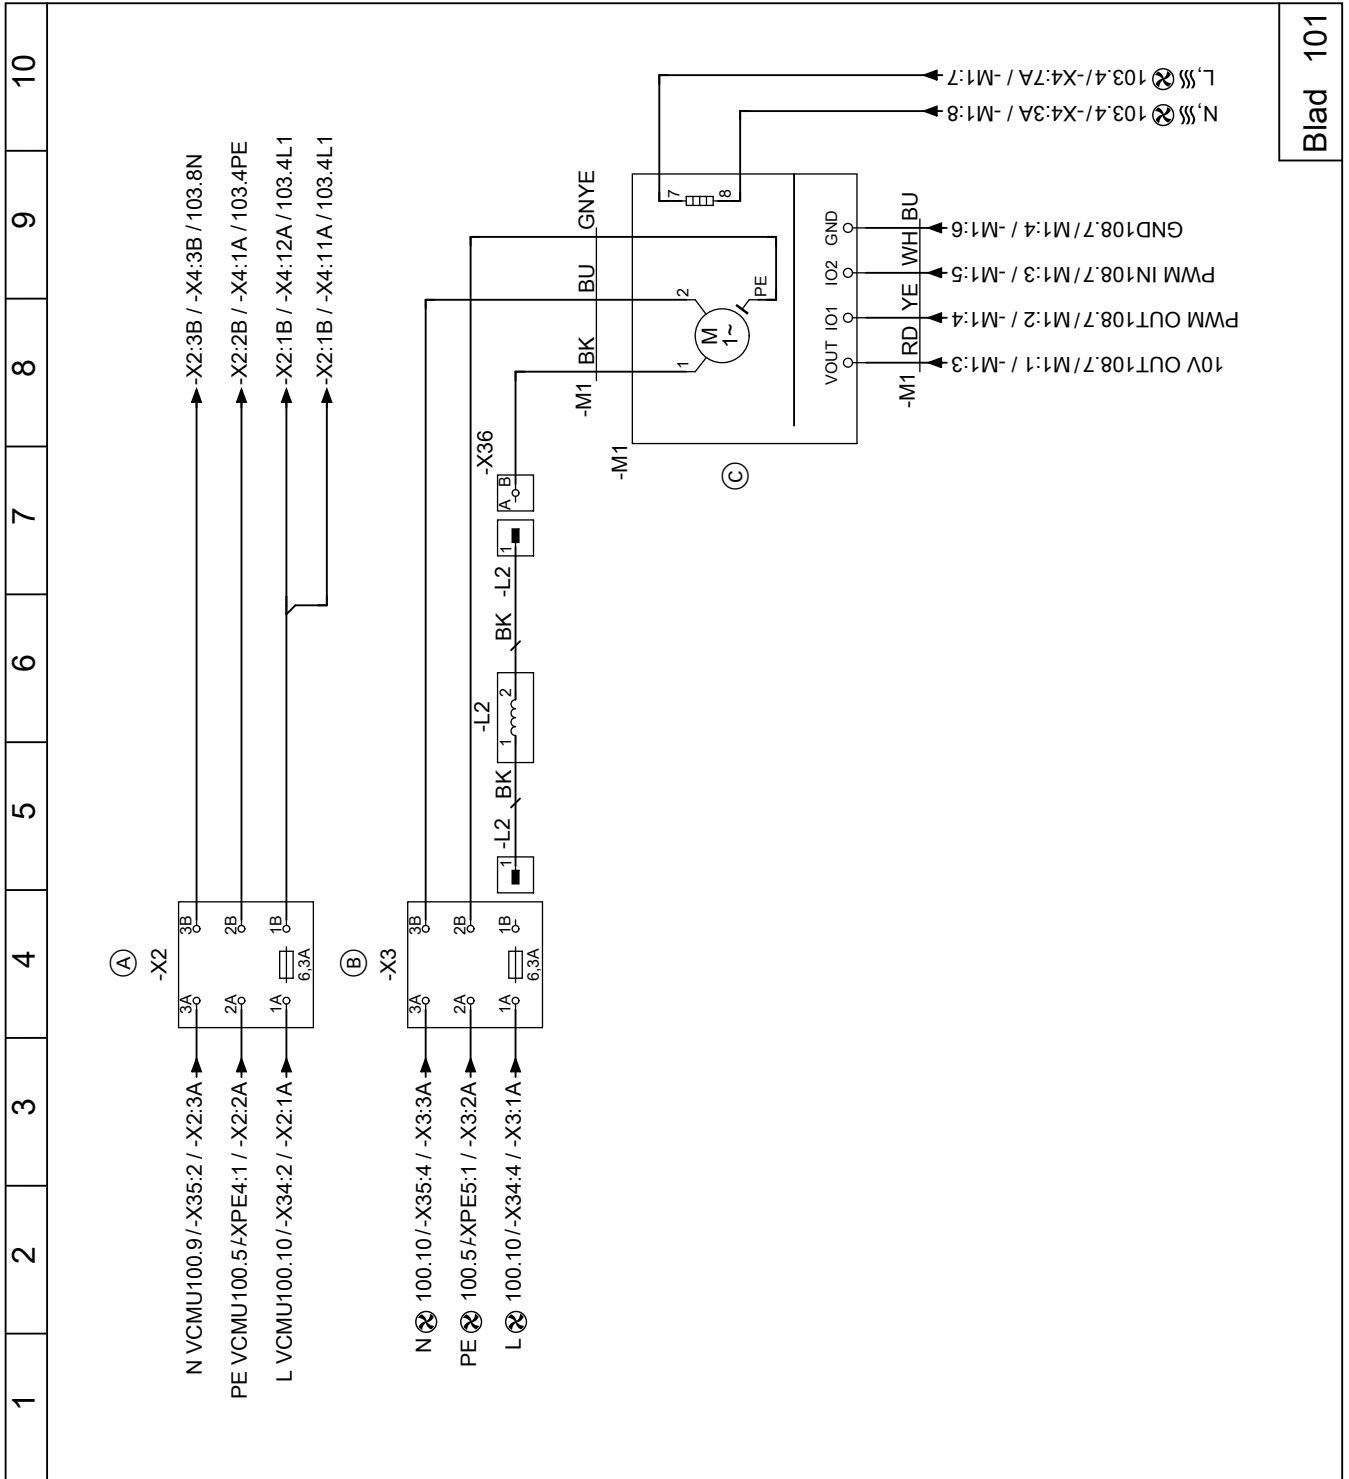 1 2 3 4 5 6 7 8 9 10
A
-X2
N VCMU100.9/-X35:2 / -X2:3A
3A 3B
-X2:3B / -X4:3B / 103.8N
PE VCMU100.5/-XPE4:1 / -X2:2A
2A 2B
-X2:2B / -X4:1A / 103.4PE
L VCMU100.10/-X34:2 / -X2:1A
1A 1B
6,3A
-X2:1B / -X4:12A / 103.4L1
-X2:1B / -X4:11A / 103.4L1
B
-X3
N 100.10/-X35:4 / -X3:3A
3A 3B
PE 100.5/-XPE5:1 / -X3:2A
2A 2B
L 100.10/-X34:4 / -X3:1A
1A 1B
6,3A
1
-L2
BK
-L2
1 2
BK
-L2
1
-X36
A B
-M1 BK BU GNYE
-M1
C
1 2 PE
M
1~
7 8
VOUT IO1 IO2 GND
-M1 RD YE WH BU
L, 103.4/-X4:7A / -M1:7
N, 103.4/-X4:3A / -M1:8
GND108.7/M1:4 / -M1:6
PWM IN108.7/M1:3 / -M1:5
PWM OUT108.7/M1:2 / -M1:4
10V OUT108.7/M1:1 / -M1:3
Blad 101